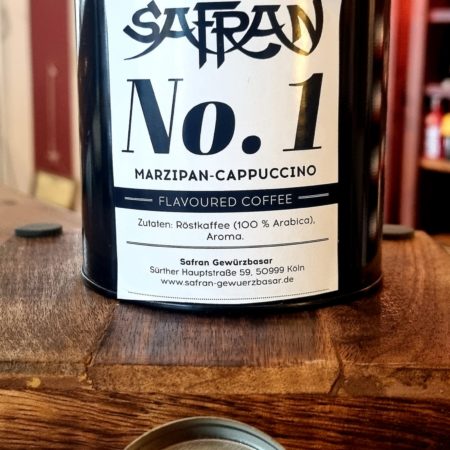 SAFRAN
No. 1
MARZIPAN-CAPPUCCINO
FLAVOURED COFFEE
Zutaten: Röstkaffee (100 % Arabica),
Aroma.
Safran Gewürzbasar
Sürther Hauptstraße 59, 50999 Köln
www.safran-gewuerzbasar.de